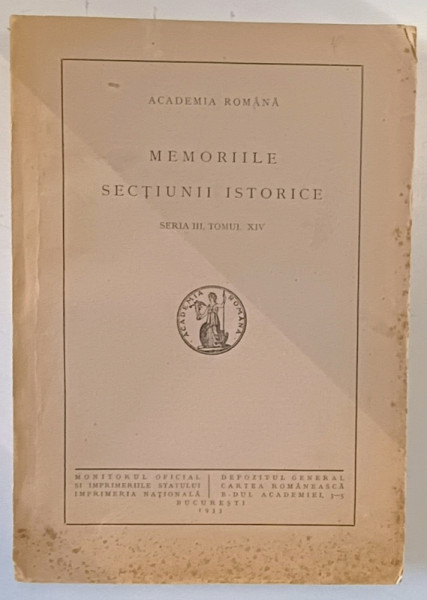 ACADEMIA ROMÂNĂ
MEMORIILE
SECȚIUNII ISTORICE
SERIA III, TOMUL XIV
ACADEMIA ROMÂNĂ
MONITORUL OFICIAL
ȘI IMPRIMERIILE STATULUI
IMPRIMERIA NAȚIONALĂ
DEPOZITUL GENERAL
CARTEA ROMÂNEASCĂ
B-DUL ACADEMIEI 3-5
BUCUREȘTI
1933